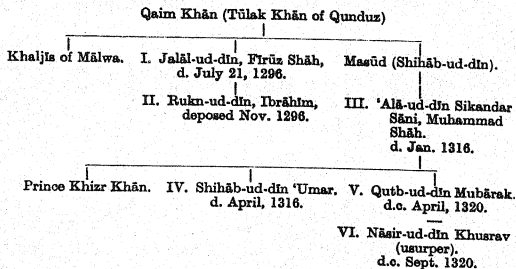 Qaim Khān (Tūlak Khān of Qunduz)
Khaljīs of Mālwa.
I. Jalāl-ud-dīn, Fīrūz Shāh,
d. July 21, 1296.
Masūd (Shihāb-ud-dīn).
II. Rukn-ud-dīn, Ibrāhīm,
deposed Nov. 1296.
III. ‘Alā-ud-dīn Sikandar
Sāni, Muhammad
Shāh.
d. Jan. 1316.
Prince Khizr Khān.
IV. Shihāb-ud-dīn ‘Umar.
d. April, 1316.
V. Qutb-ud-dīn Mubārak.
d.c. April, 1320.
VI. Nāsir-ud-dīn Khusrav
(usurper).
d.c. Sept. 1320.